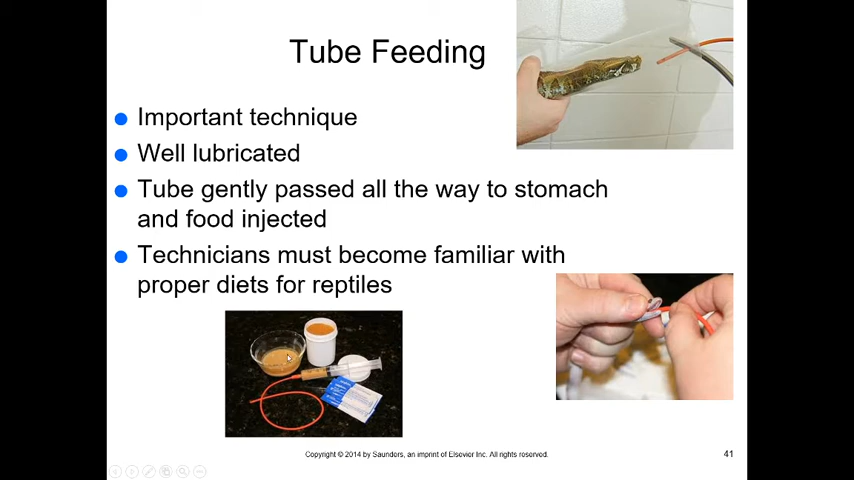 Tube Feeding
Important technique
Well lubricated
Tube gently passed all the way to stomach
and food injected
Technicians must become familiar with
proper diets for reptiles
Copyright © 2014 by Saunders, an imprint of Elsevier Inc. All rights reserved.
41